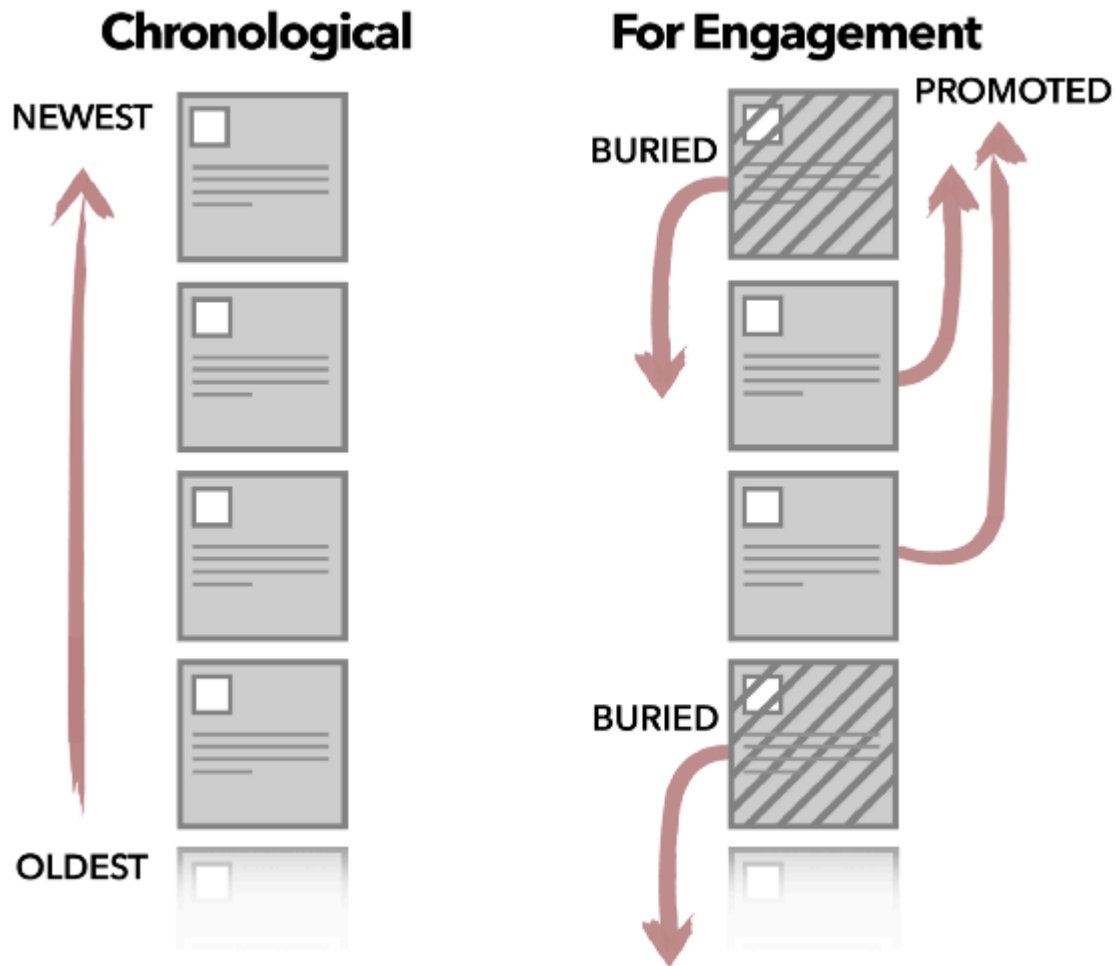 Chronological
NEWEST
OLDEST
For Engagement
PROMOTED
BURIED
BURIED